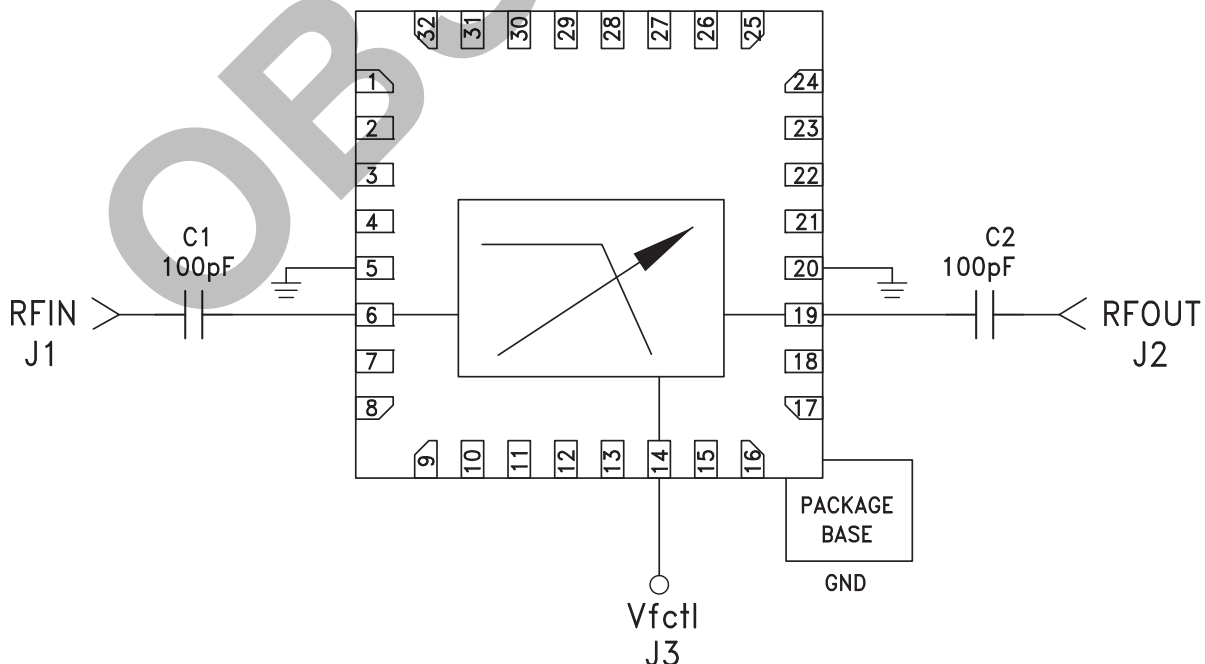 32 31 30 29 28 27 26 25
1 24
2 23
3 22
4 21
C1
100pF
5 20
C2
100pF
RFIN
J1
6 19
RFOUT
J2
7 18
8 17
9 10 11 12 13 14 15 16
PACKAGE
BASE
GND
Vfctl
J3